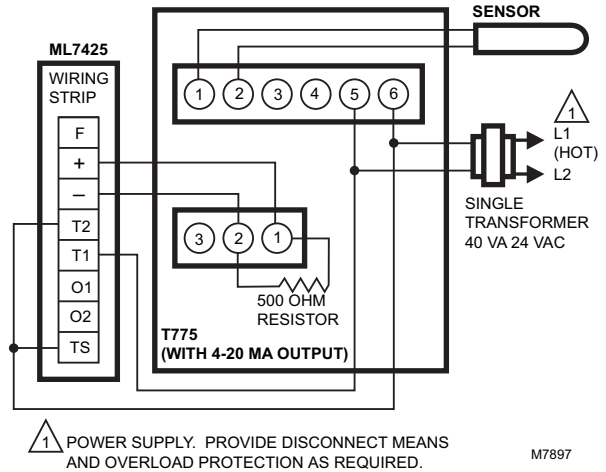 SENSOR
ML7425
WIRING
STRIP
1 2 3 4 5 6
F
+
–
T2
T1
O1
O2
TS
1
L1
(HOT)
L2
SINGLE
TRANSFORMER
40 VA 24 VAC
3 2 1
500 OHM
RESISTOR
T775
(WITH 4-20 MA OUTPUT)
1 POWER SUPPLY. PROVIDE DISCONNECT MEANS
AND OVERLOAD PROTECTION AS REQUIRED.
M7897